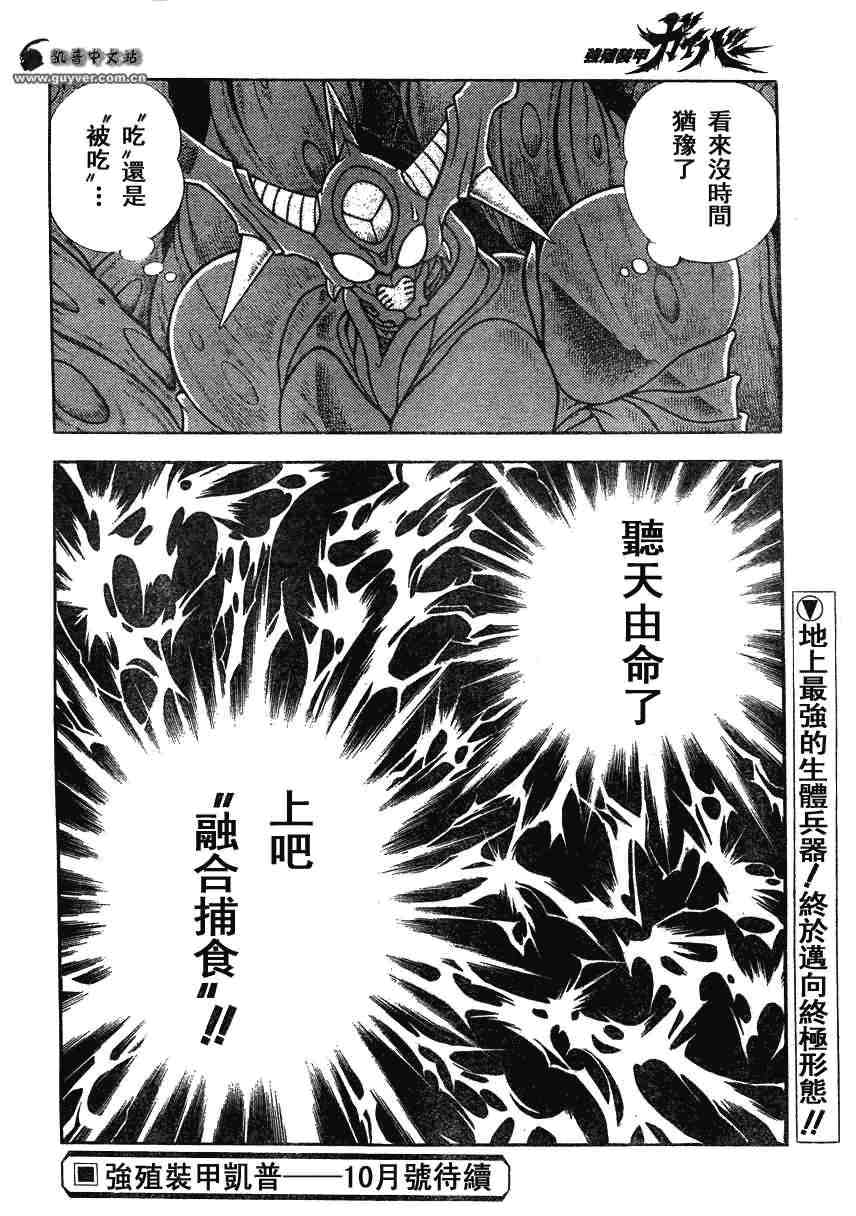 凱哥中文站
www.guyver.com.cn
強殖裝甲
ガイバー
看來沒時間
猶豫了
“吃”還是
“被吃”…
聽天由命了
上吧
“融合捕食”!!
▼地上最強的生體兵器!終於邁向終極形態!!
強殖裝甲凱普——10月號待續